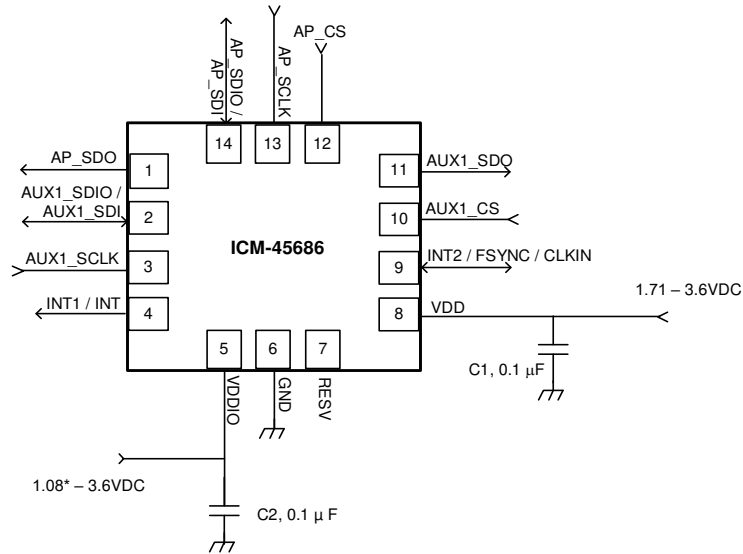 AP_CS
AP_SDIO /
AP_SDI
AP_SCLK
14
13
12
AP_SDO
1
11
AUX1_SDO
AUX1_SDIO /
AUX1_SDI
2
10
AUX1_CS
ICM-45686
AUX1_SCLK
3
9
INT2 / FSYNC / CLKIN
INT1 / INT
4
8
VDD
1.71 – 3.6VDC
5
6
7
C1, 0.1 μF
VDDIO
GND
RESV
1.08* – 3.6VDC
C2, 0.1 μ F